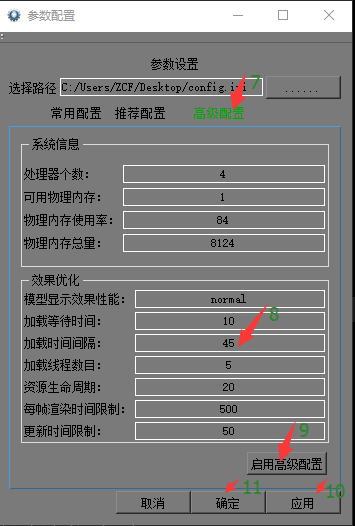 参数配置
参数设置
选择路径 C:/Users/ZCF/Desktop/config.ini ...... 7
常用配置 推荐配置 高级配置
系统信息
处理器个数: 4
可用物理内存: 1
物理内存使用率: 84
物理内存总量: 8124
效果优化
模型显示效果性能: normal
加载等待时间: 10 8
加载时间间隔: 45
加载线程数目: 5
资源生命周期: 20
每帧渲染时间限制: 500
更新时间限制: 50 9
启用高级配置
11 10
取消 确定 应用